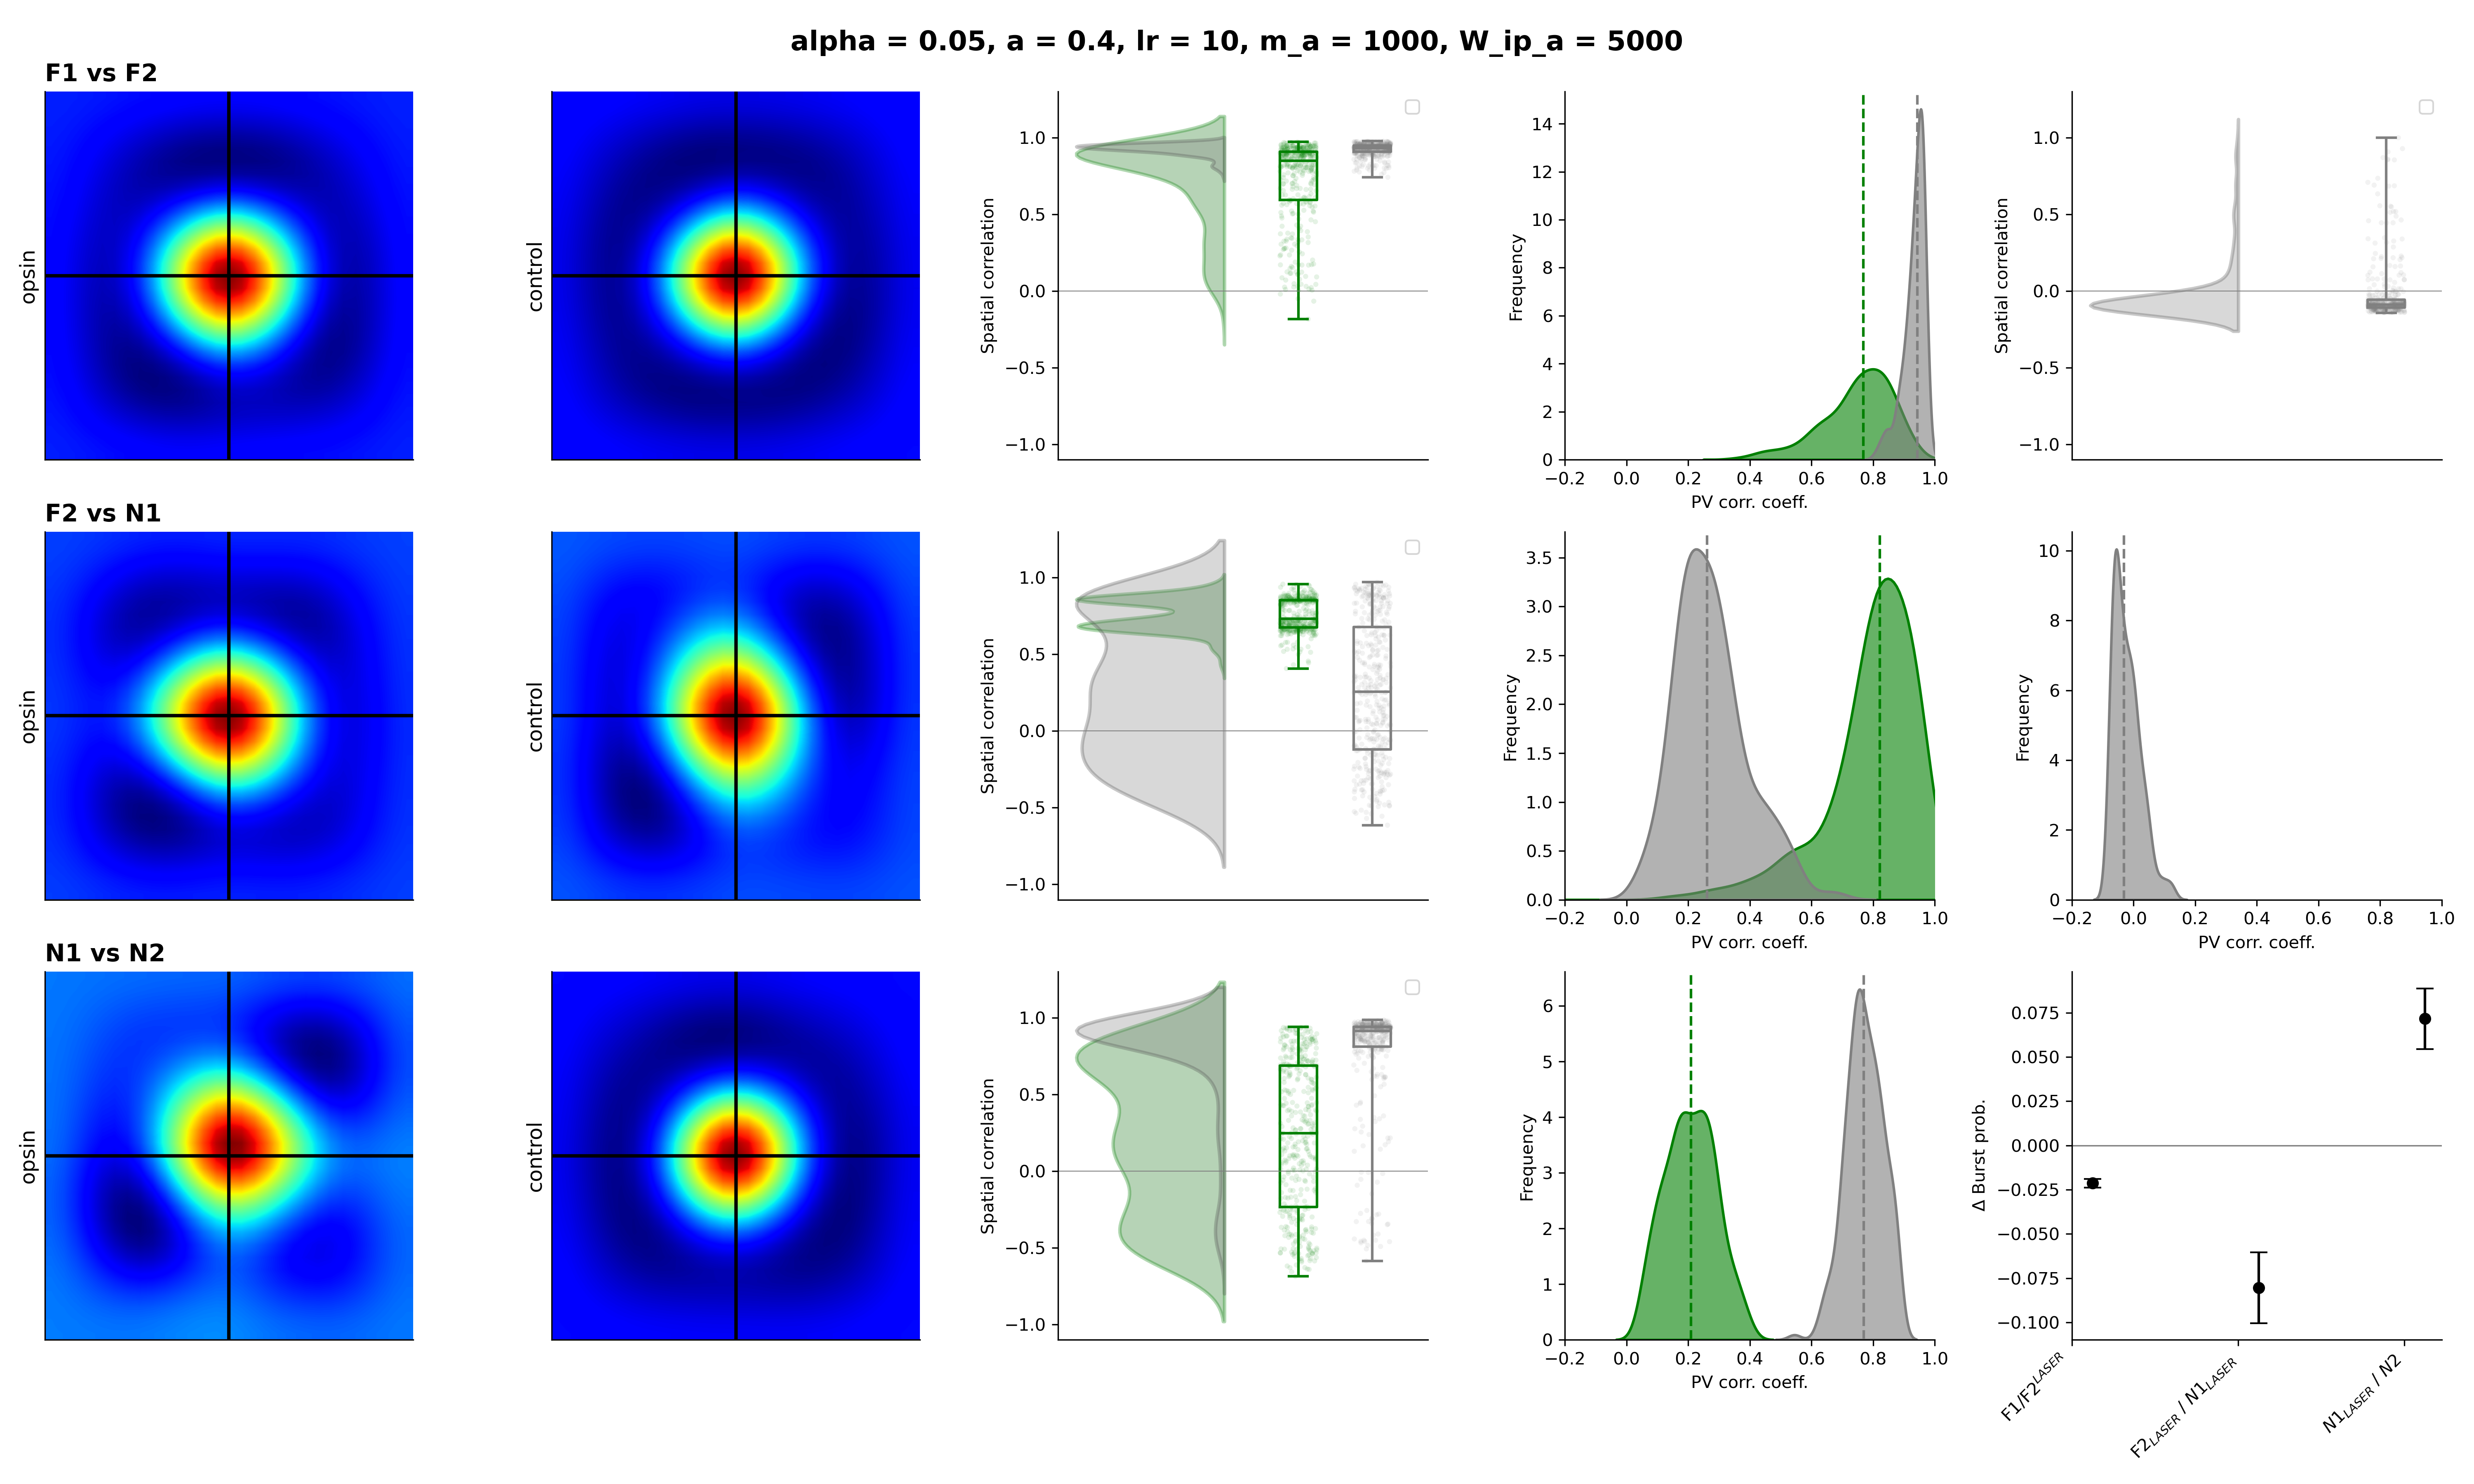 alpha = 0.05, a = 0.4, lr = 10, m_a = 1000, W_ip_a = 5000
F1 vs F2
opsin
control
Spatial correlation
1.0
0.5
0.0
−0.5
−1.0
Frequency
14
12
10
8
6
4
2
0
−0.2 0.0 0.2 0.4 0.6 0.8 1.0
PV corr. coeff.
Spatial correlation
1.0
0.5
0.0
−0.5
−1.0
F2 vs N1
opsin
control
Spatial correlation
1.0
0.5
0.0
−0.5
−1.0
Frequency
3.5
3.0
2.5
2.0
1.5
1.0
0.5
0.0
−0.2 0.0 0.2 0.4 0.6 0.8 1.0
PV corr. coeff.
Frequency
10
8
6
4
2
0
−0.2 0.0 0.2 0.4 0.6 0.8 1.0
PV corr. coeff.
N1 vs N2
opsin
control
Spatial correlation
1.0
0.5
0.0
−0.5
−1.0
Frequency
6
5
4
3
2
1
0
−0.2 0.0 0.2 0.4 0.6 0.8 1.0
PV corr. coeff.
Δ Burst prob.
0.075
0.050
0.025
0.000
−0.025
−0.050
−0.075
−0.100
F1/F2^LASER
F2_LASER / N1_LASER
N1_LASER / N2